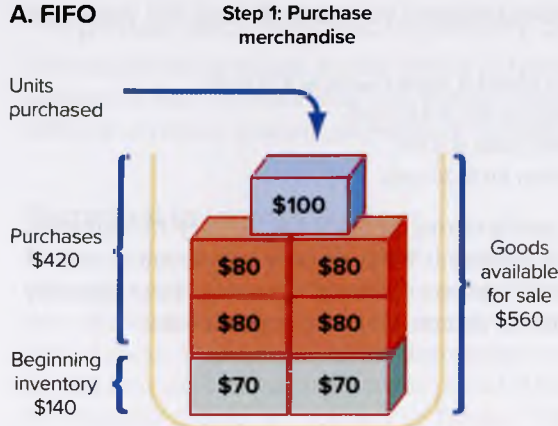 A. FIFO
Step 1: Purchase
merchandise
Units
purchased
$100
Purchases
$420
$80 $80
$80 $80
Goods
available
for sale
$560
Beginning
inventory
$140
$70 $70